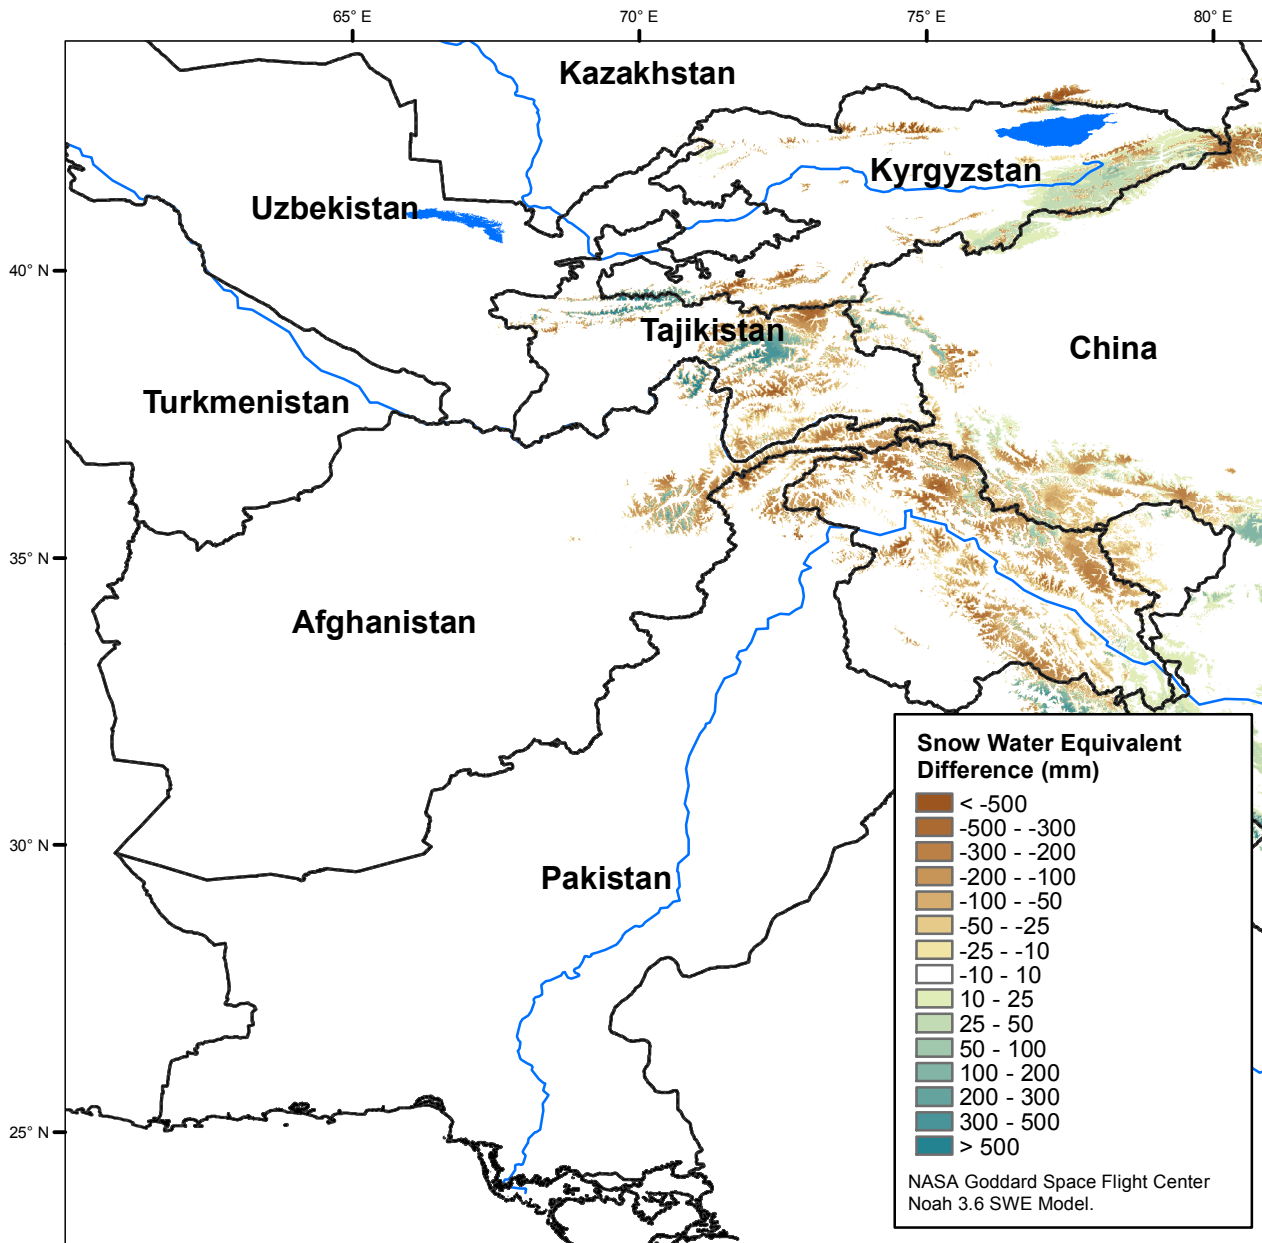 65° E
70° E
75° E
80° E
Kazakhstan
Kyrgyzstan
Uzbekistan
40° N
Tajikistan
China
Turkmenistan
35° N
Afghanistan
30° N
Pakistan
25° N
Snow Water Equivalent
Difference (mm)
< -500
-500 - -300
-300 - -200
-200 - -100
-100 - -50
-50 - -25
-25 - -10
-10 - 10
10 - 25
25 - 50
50 - 100
100 - 200
200 - 300
300 - 500
> 500
NASA Goddard Space Flight Center
Noah 3.6 SWE Model.